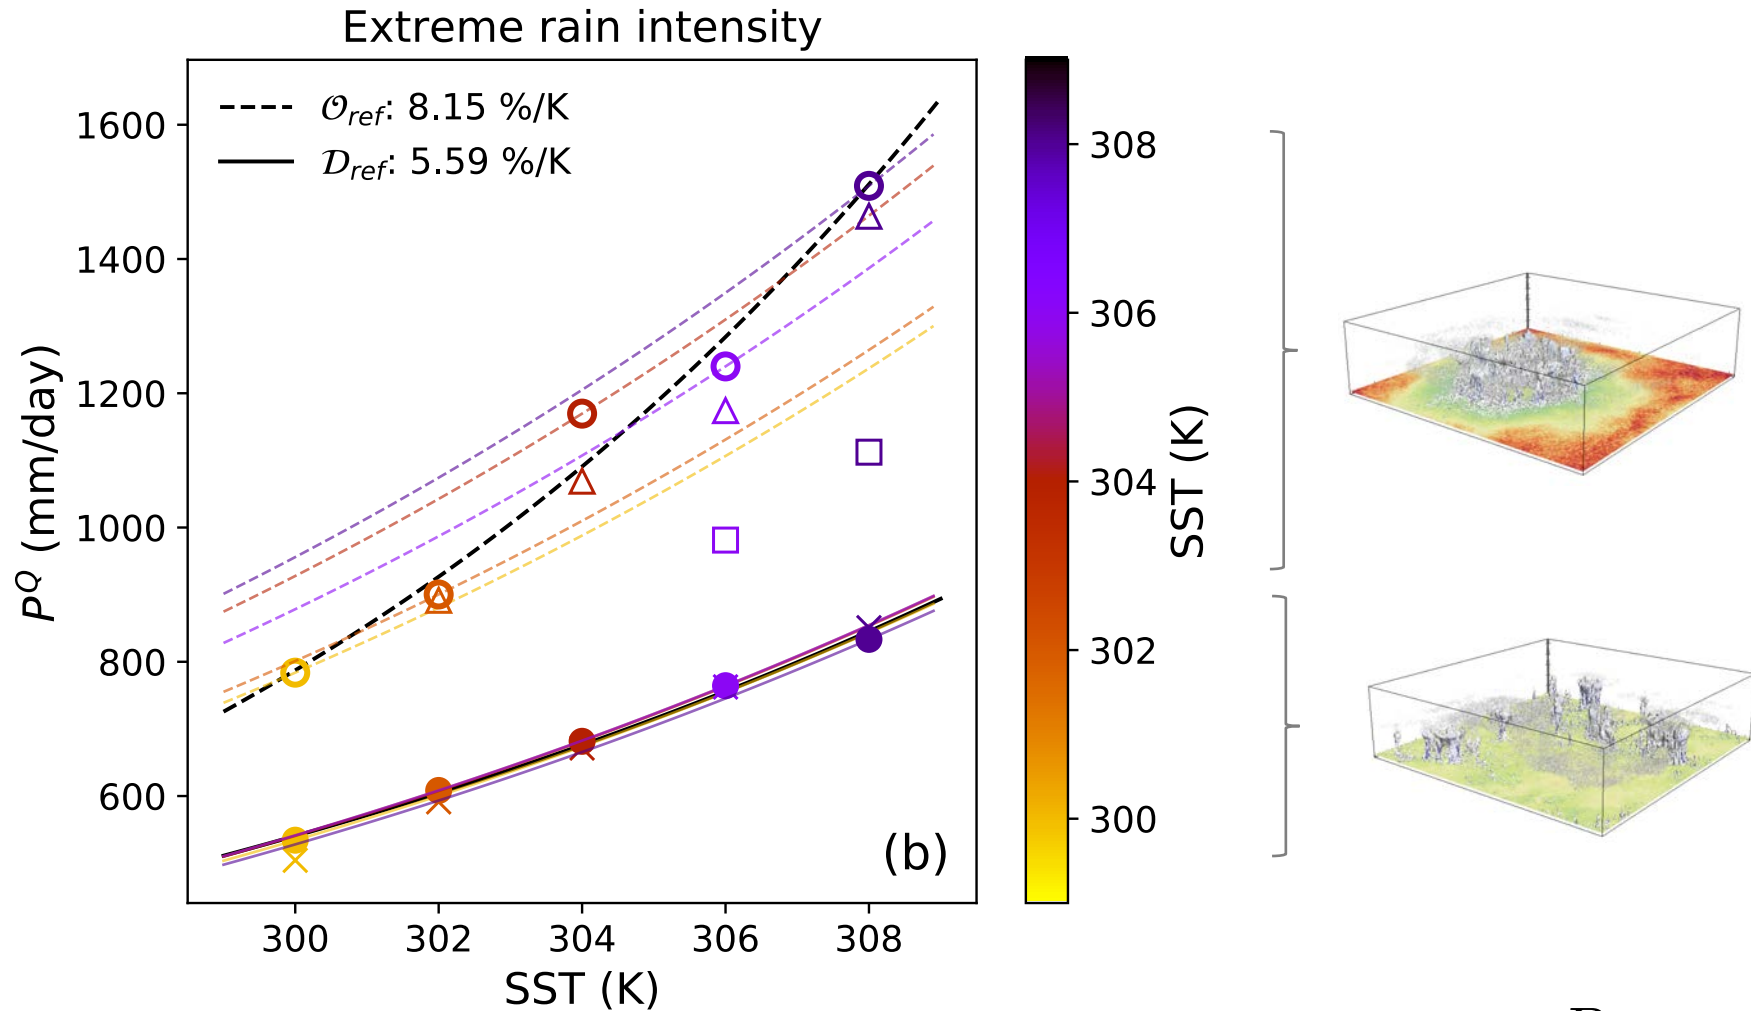 Extreme rain intensity
𝒪ref: 8.15 %/K
𝒟ref: 5.59 %/K
1600
1400
1200
1000
800
600
P^Q (mm/day)
(b)
300 302 304 306 308
SST (K)
308
306
304
302
300
SST (K)